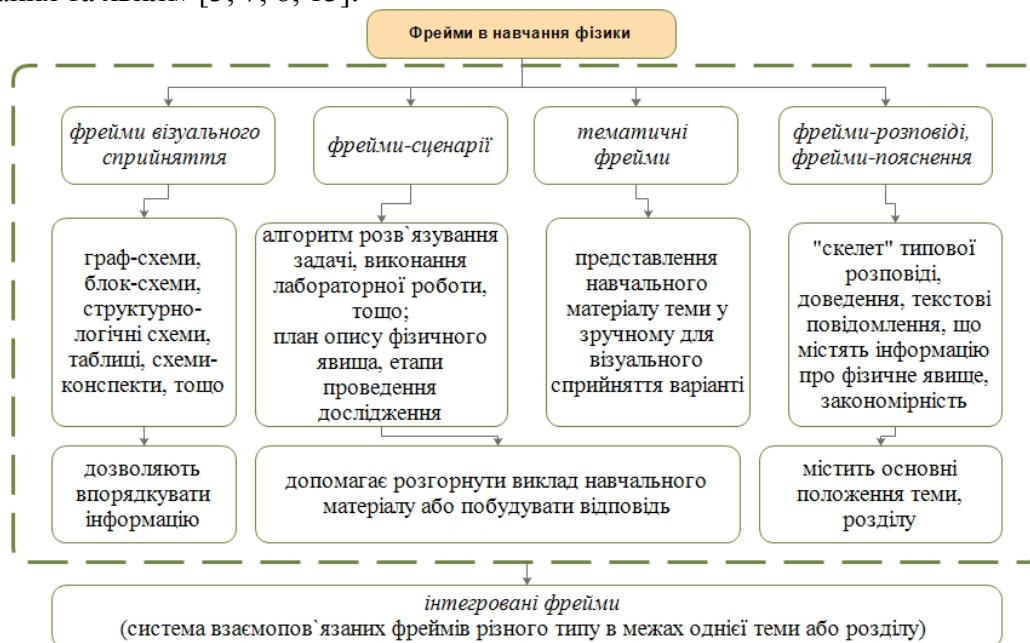 [5, 7, 8, 13].
Фрейми в навчання фізики
фрейми візуального
сприйняття
фрейми-сценарії
тематичні
фрейми
фрейми-розповіді,
фрейми-пояснення
граф-схеми,
блок-схеми,
структурно-
логічні схеми,
таблиці, схеми-
конспекти, тощо
алгоритм розв`язування
задачі, виконання
лабораторної роботи,
тощо;
план опису фізичного
явища, етапи
проведення
дослідження
представлення
навчального
матеріалу теми у
зручному для
візуального
сприйняття варіанті
"скелет" типової
розповіді,
доведення, текстові
повідомлення, що
містять інформацію
про фізичне явище,
закономірність
дозволяють
впорядкувати
інформацію
допомагає розгорнути виклад навчального
матеріалу або побудувати відповідь
містить основні
положення теми,
розділу
інтегровані фрейми
(система взаємопов`язаних фреймів різного типу в межах однієї теми або розділу)